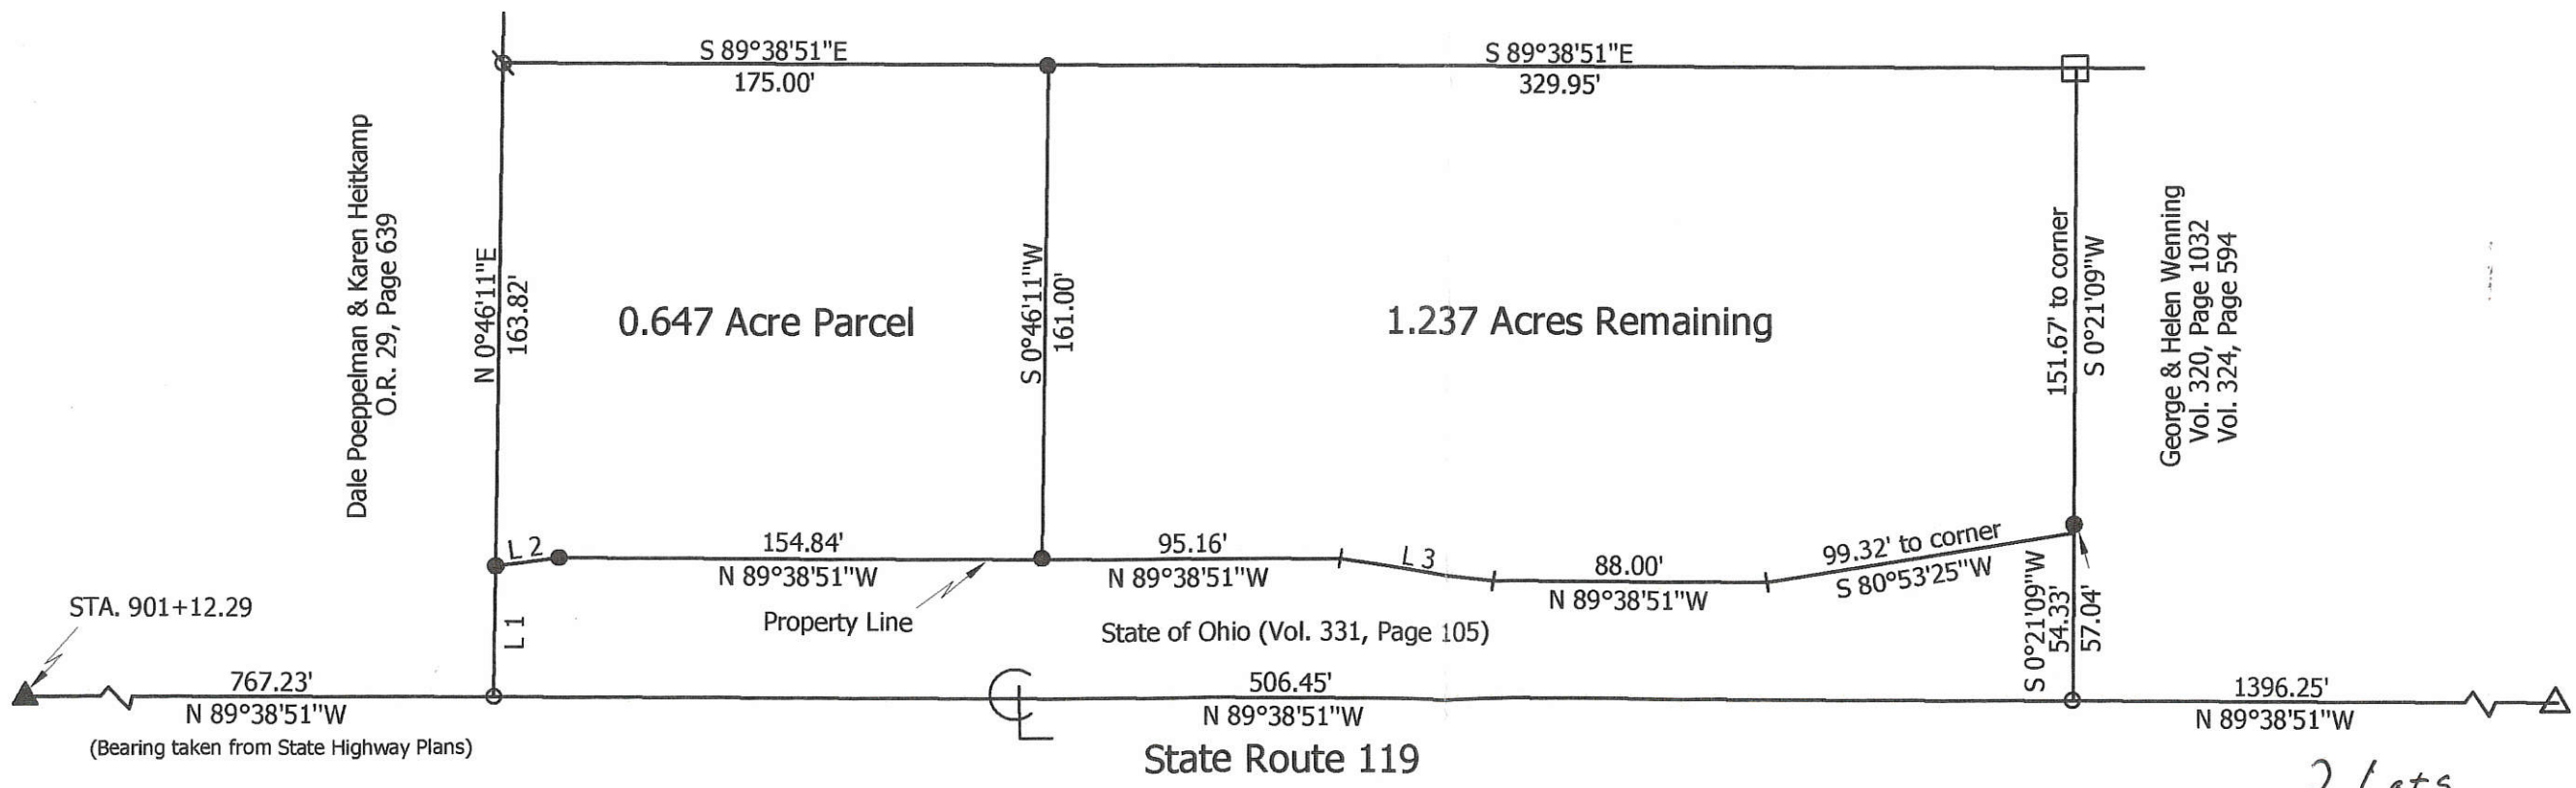 S 89°38'51"E
175.00'
S 89°38'51"E
329.95'
Dale Poeppelman & Karen Heitkamp
O.R. 29, Page 639
N 0°46'11"E
163.82'
0.647 Acre Parcel
S 0°46'11"W
161.00'
1.237 Acres Remaining
151.67' to corner
S 0°21'09"W
George & Helen Wenning
Vol. 320, Page 1032
Vol. 324, Page 594
L 2
154.84'
N 89°38'51"W
Property Line
95.16'
N 89°38'51"W
L 3
88.00'
N 89°38'51"W
99.32' to corner
S 80°53'25"W
S 0°21'09"W
54.33'
57.04'
STA. 901+12.29
L 1
State of Ohio (Vol. 331, Page 105)
767.23'
N 89°38'51"W
(Bearing taken from State Highway Plans)
506.45'
N 89°38'51"W
State Route 119
1396.25'
N 89°38'51"W
2 Lots